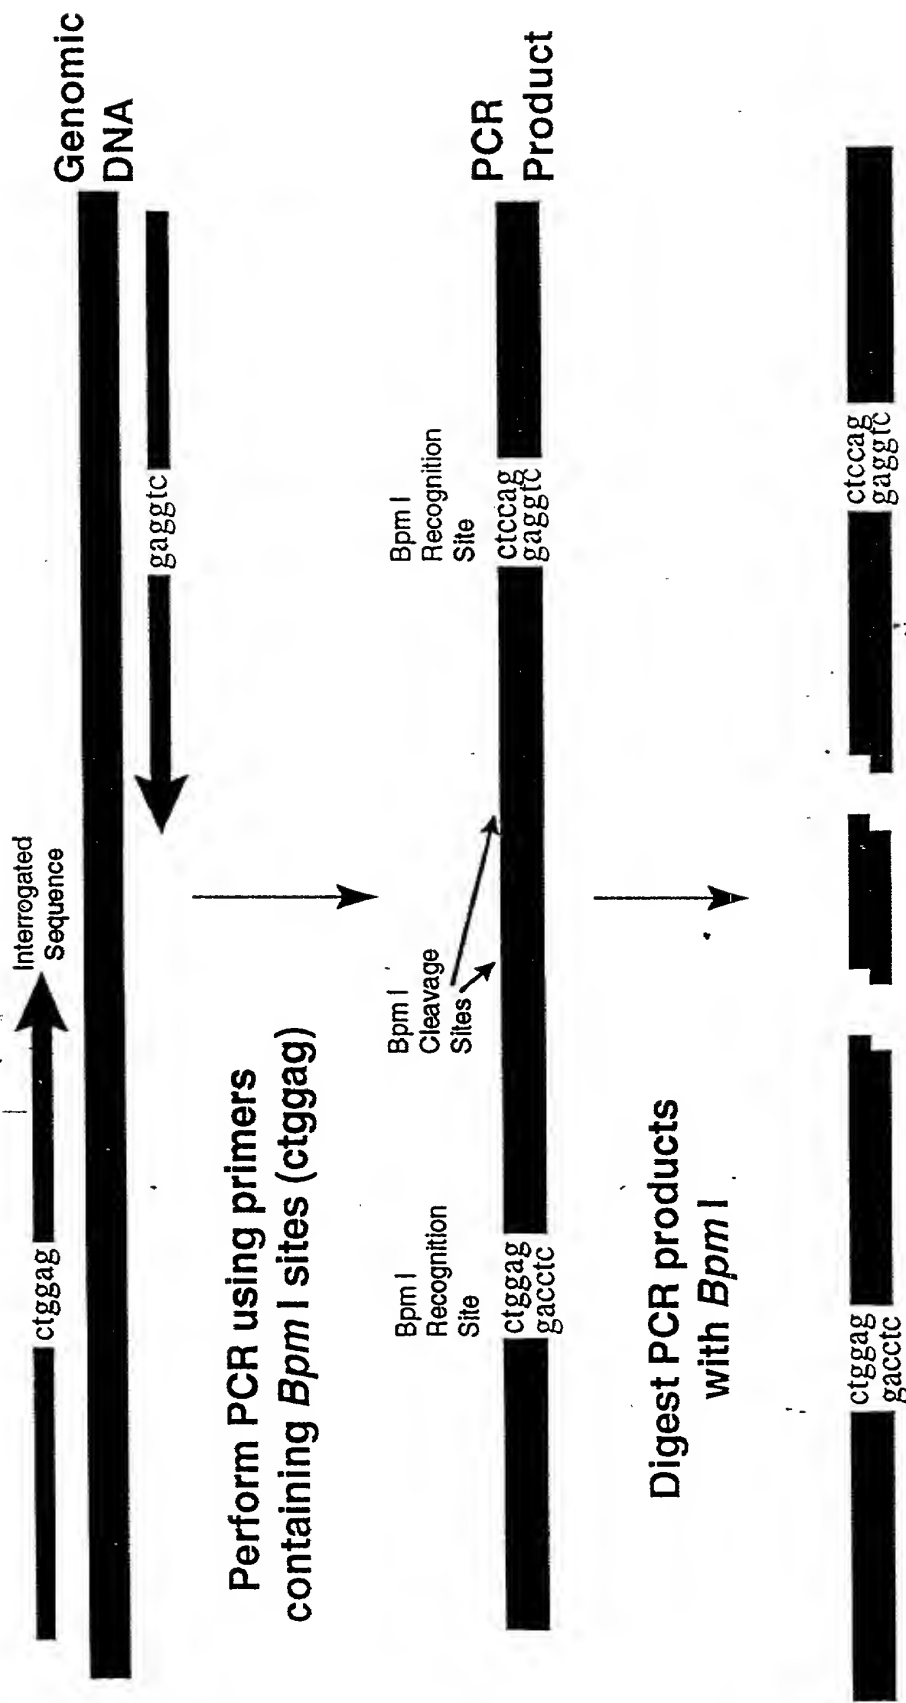 ctggag
Interrogated
Sequence
Genomic
DNA
gaggtc
Perform PCR using primers
containing Bpm I sites (ctggag)
Bpm I
Recognition
Site
Bpm I
Cleavage
Sites
Bpm I
Recognition
Site
PCR
Product
ctggag
gacctc
ctccag
gaggtc
Digest PCR products
with Bpm I
ctggag
gacctc
ctccag
gaggtc